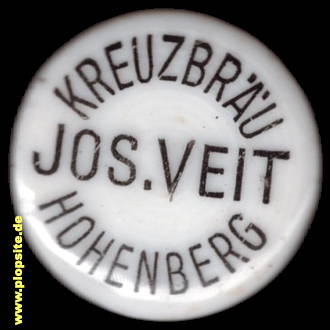 KREUZBRÄU
JOS. VEIT
HOHENBERG
www.plopsite.de